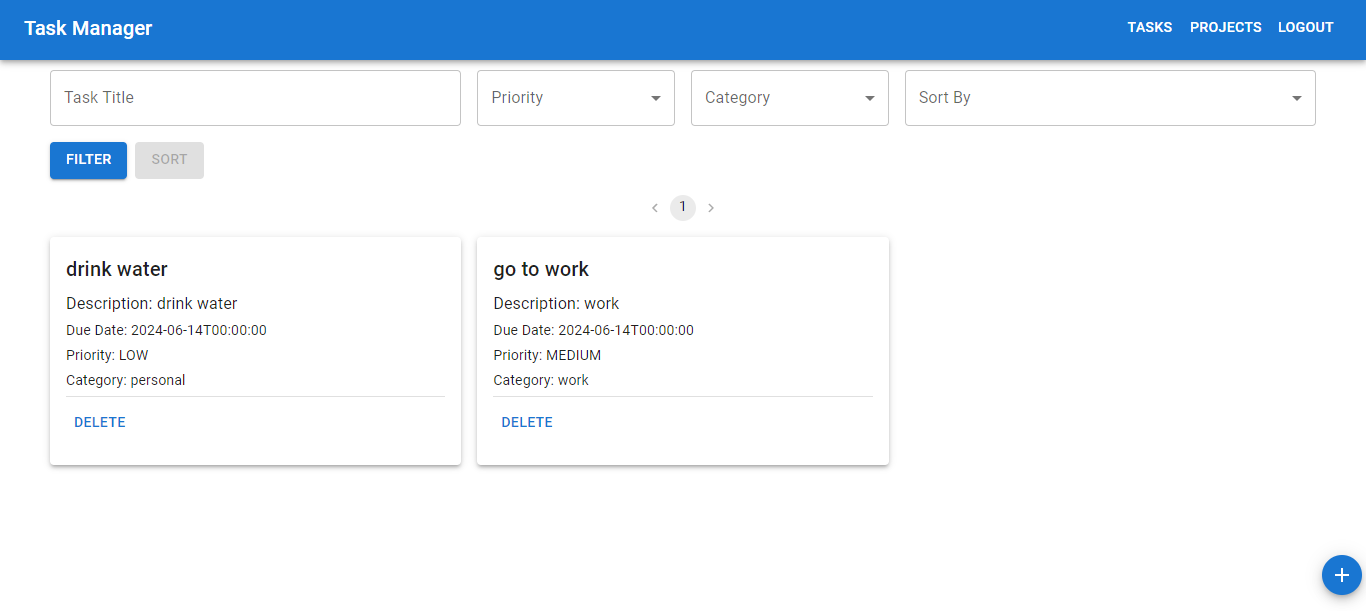 Task Manager
TASKS PROJECTS LOGOUT
Task Title
Priority
Category
Sort By
FILTER
SORT
1
drink water
Description: drink water
Due Date: 2024-06-14T00:00:00
Priority: LOW
Category: personal
DELETE
go to work
Description: work
Due Date: 2024-06-14T00:00:00
Priority: MEDIUM
Category: work
DELETE